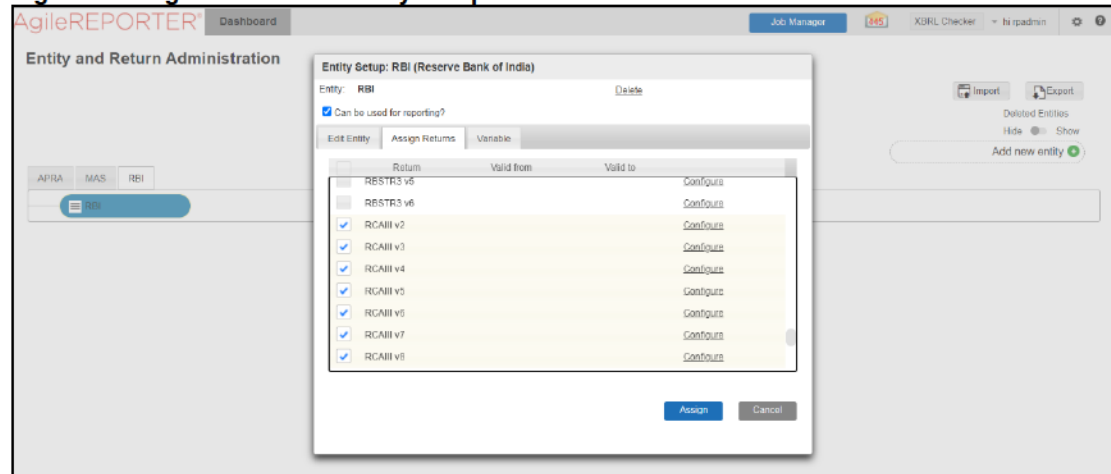 AgileREPORTER® Dashboard Job Manager 445 XBRL Checker hi rpadmin
Entity and Return Administration
Import Export
Deleted Entities
Hide Show
Add new entity
APRA MAS RBI
RBI
Entity Setup: RBI (Reserve Bank of India)
Entity: RBI Delete
Can be used for reporting?
Edit Entity Assign Returns Variable
Return Valid from Valid to
RBSTR3 v5 Configure
RBSTR3 v6 Configure
RCAIII v2 Configure
RCAIII v3 Configure
RCAIII v4 Configure
RCAIII v5 Configure
RCAIII v6 Configure
RCAIII v7 Configure
RCAIII v8 Configure
Assign Cancel